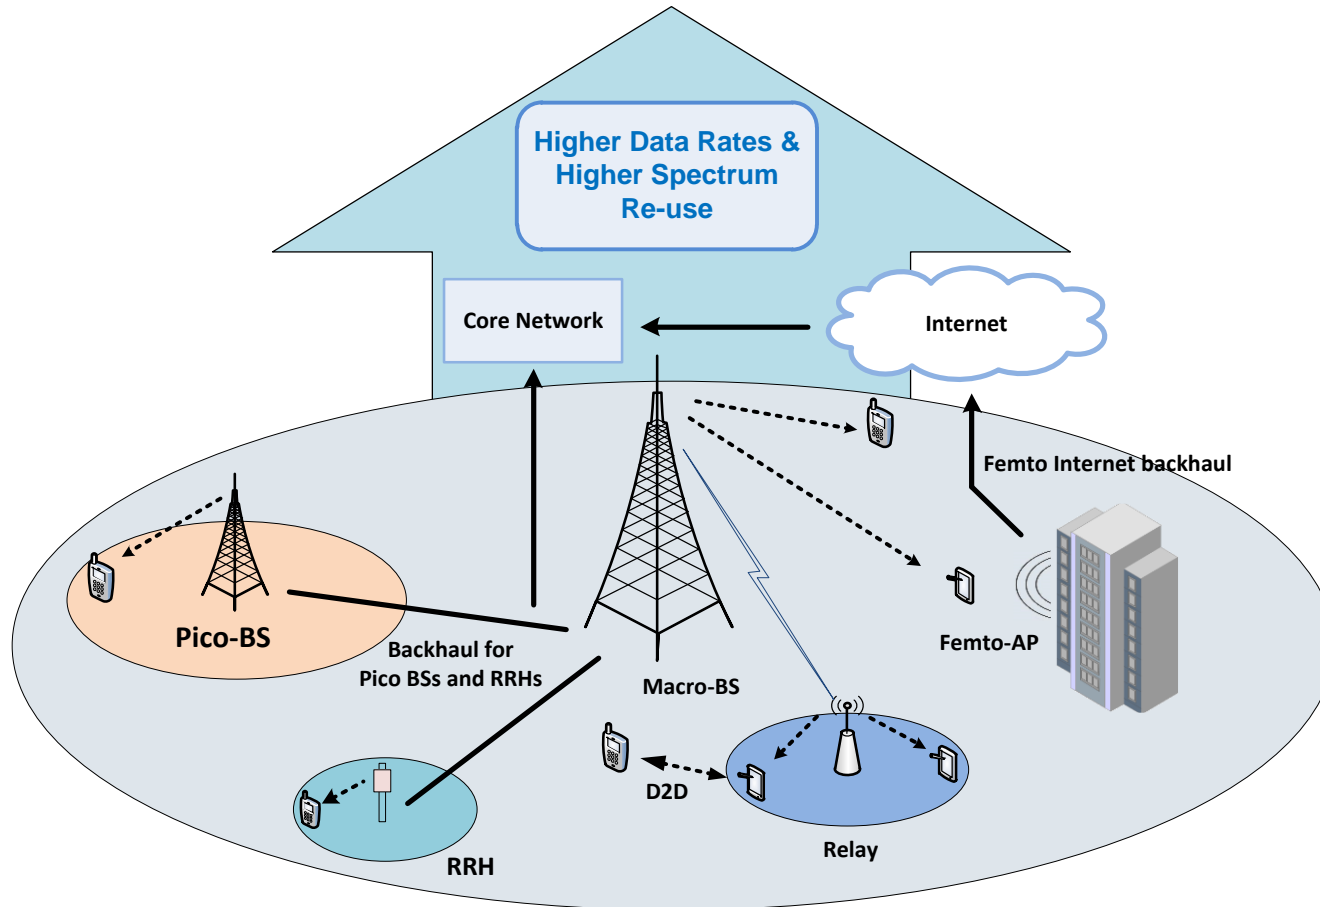 Higher Data Rates &
Higher Spectrum
Re-use
Core Network
Internet
Femto Internet backhaul
Pico-BS
Backhaul for
Pico BSs and RRHs
Macro-BS
Femto-AP
D2D
Relay
RRH